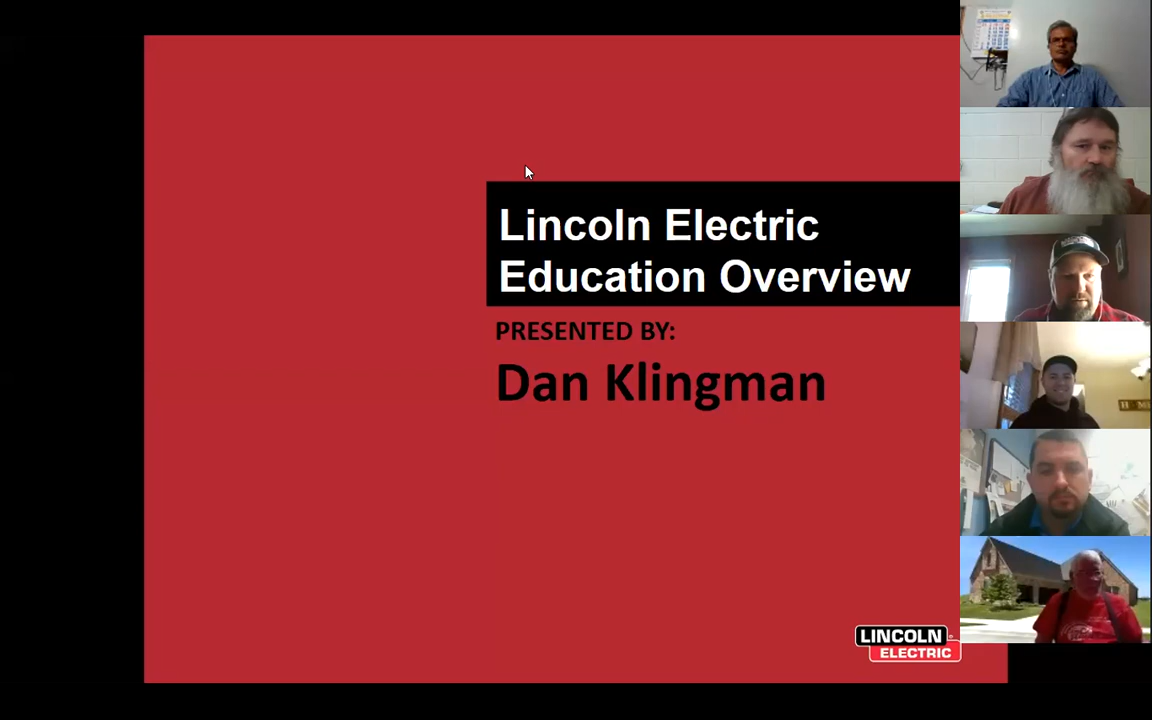 Lincoln Electric
Education Overview
PRESENTED BY:
Dan Klingman
LINCOLN
ELECTRIC